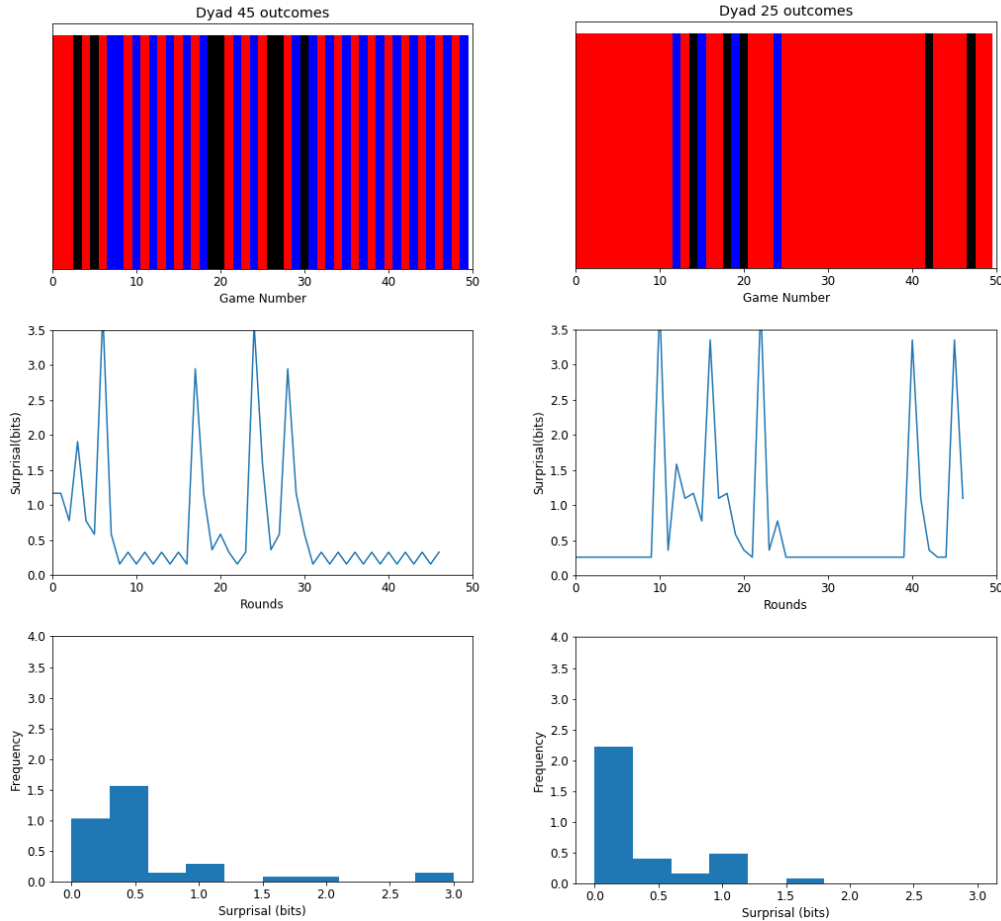 Dyad 45 outcomes
0 10 20 30 40 50
Game Number
3.5
3.0
2.5
2.0
1.5
1.0
0.5
0.0
Surprisal(bits)
0 10 20 30 40 50
Rounds
4.0
3.5
3.0
2.5
2.0
1.5
1.0
0.5
0.0
Frequency
0.0 0.5 1.0 1.5 2.0 2.5 3.0
Surprisal (bits)
Dyad 25 outcomes
0 10 20 30 40 50
Game Number
3.5
3.0
2.5
2.0
1.5
1.0
0.5
0.0
Surprisal(bits)
0 10 20 30 40 50
Rounds
4.0
3.5
3.0
2.5
2.0
1.5
1.0
0.5
0.0
Frequency
0.0 0.5 1.0 1.5 2.0 2.5 3.0
Surprisal (bits)